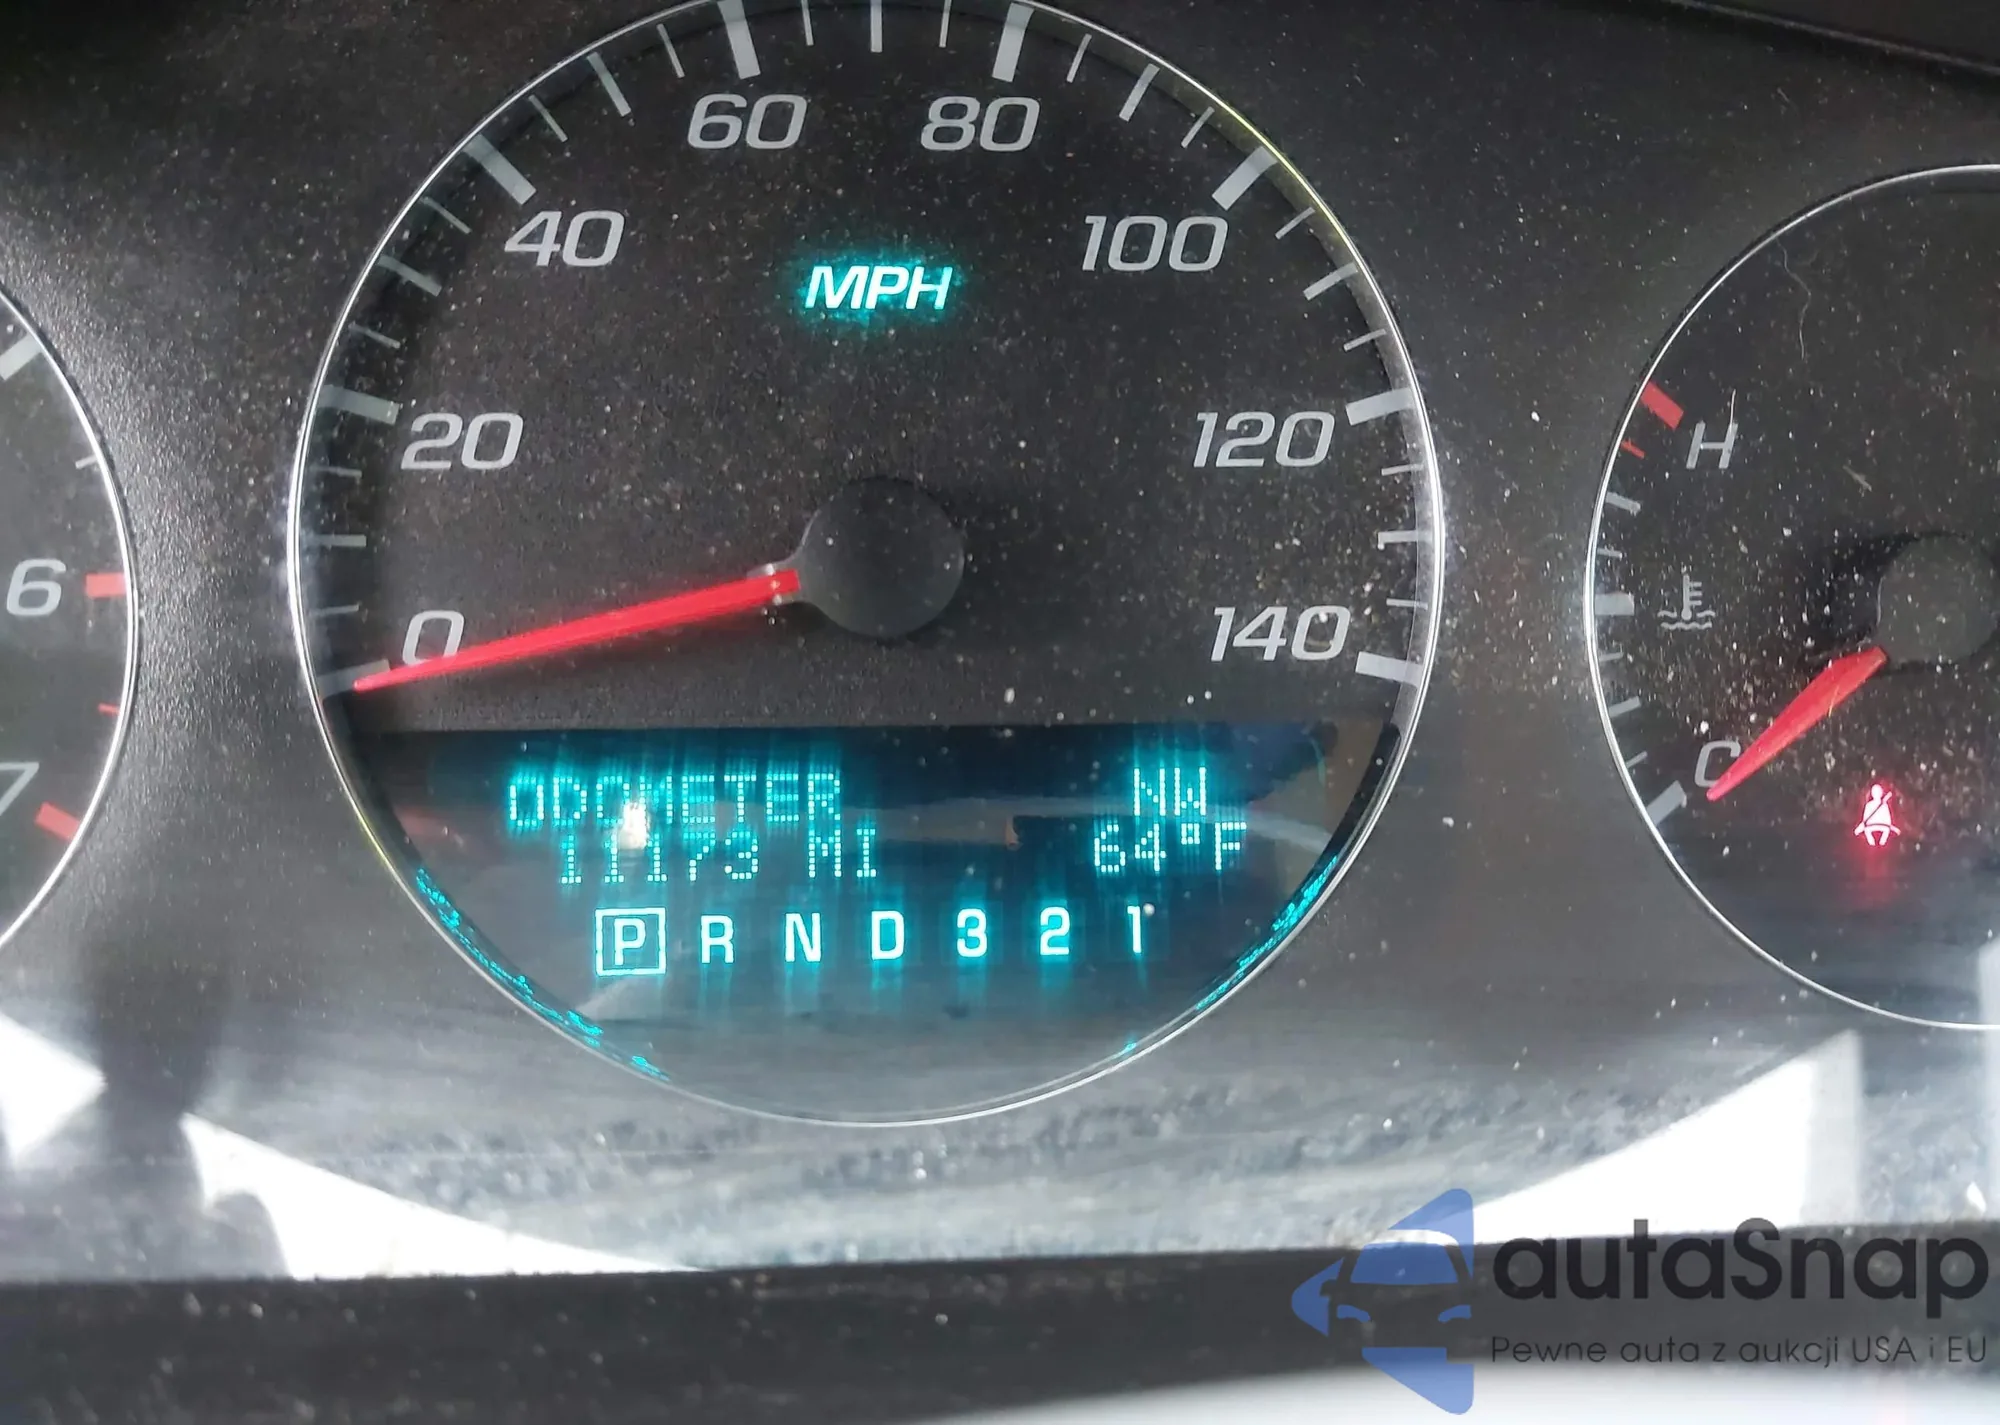 60 80
40 100
MPH
20 120
H
6
0 140
7
C
ODOMETER NW
11173 MI 64°F
P R N D 3 2 1
autaSnap
Pewne auta z aukcji USA i EU